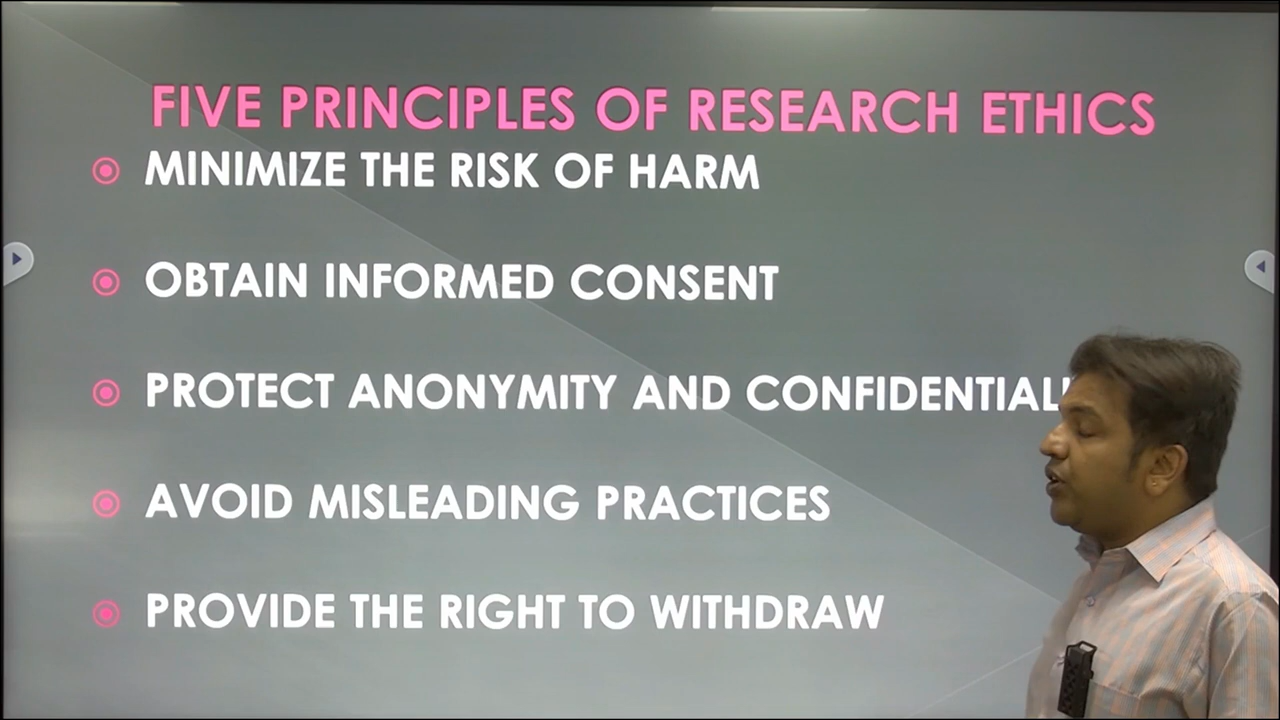 FIVE PRINCIPLES OF RESEARCH ETHICS
MINIMIZE THE RISK OF HARM
OBTAIN INFORMED CONSENT
PROTECT ANONYMITY AND
AVOID MISLEADING PRACTICES
PROVIDE THE RIGHT TO WITHDRAW